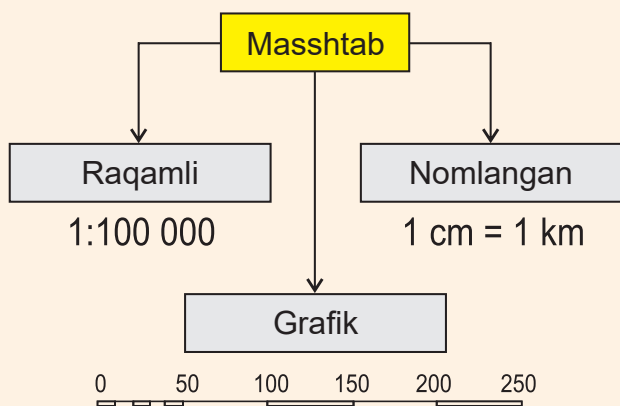 Masshtab
Raqamli
Nomlangan
1:100 000
1 cm = 1 km
Grafik
0 50 100 150 200 250